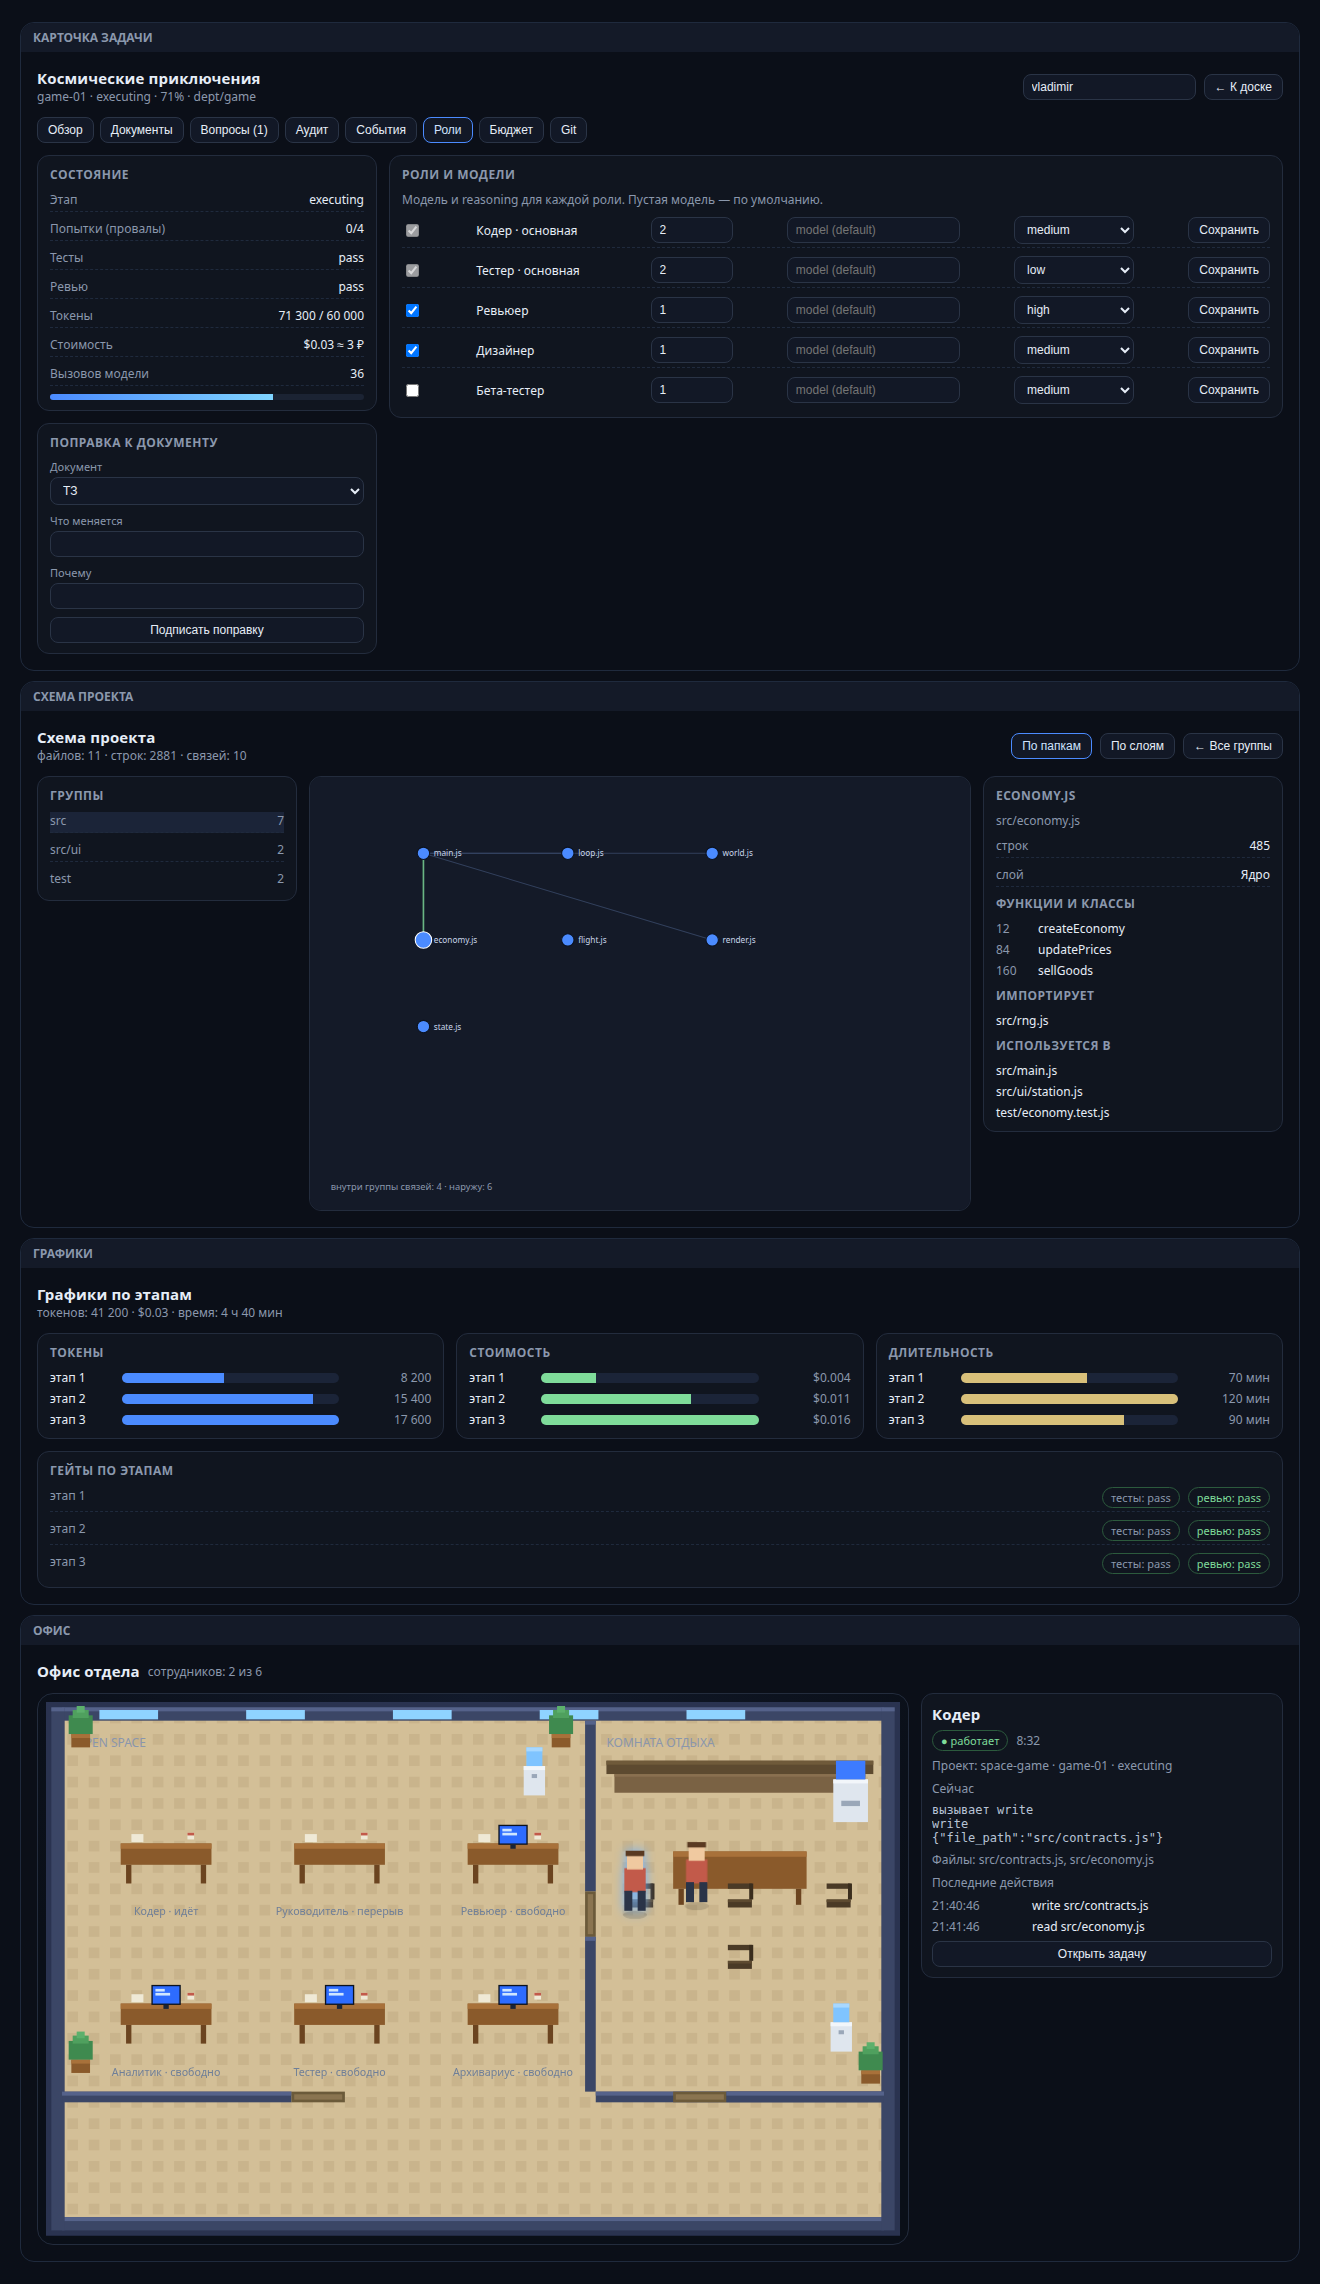 КАРТОЧКА ЗАДАЧИ
Космические приключения
game-01 · executing · 71% · dept/game
vladimir
← К доске
Обзор
Документы
Вопросы (1)
Аудит
События
Роли
Бюджет
Git
СОСТОЯНИЕ
Этап executing
Попытки (провалы) 0/4
Тесты pass
Ревью pass
Токены 71 300 / 60 000
Стоимость $0.03 ≈ 3 ₽
Вызовов модели 36
РОЛИ И МОДЕЛИ
Модель и reasoning для каждой роли. Пустая модель — по умолчанию.
Кодер · основная 2 model (default) medium Сохранить
Тестер · основная 2 model (default) low Сохранить
Ревьюер 1 model (default) high Сохранить
Дизайнер 1 model (default) medium Сохранить
Бета-тестер 1 model (default) medium Сохранить
ПОПРАВКА К ДОКУМЕНТУ
Документ
ТЗ
Что меняется
Почему
Подписать поправку
СХЕМА ПРОЕКТА
Схема проекта
файлов: 11 · строк: 2881 · связей: 10
По папкам
По слоям
← Все группы
ГРУППЫ
src 7
src/ui 2
test 2
main.js
loop.js
world.js
economy.js
flight.js
render.js
state.js
внутри группы связей: 4 · наружу: 6
ECONOMY.JS
src/economy.js
строк 485
слой Ядро
ФУНКЦИИ И КЛАССЫ
12 createEconomy
84 updatePrices
160 sellGoods
ИМПОРТИРУЕТ
src/rng.js
ИСПОЛЬЗУЕТСЯ В
src/main.js
src/ui/station.js
test/economy.test.js
ГРАФИКИ
Графики по этапам
токенов: 41 200 · $0.03 · время: 4 ч 40 мин
ТОКЕНЫ
этап 1 8 200
этап 2 15 400
этап 3 17 600
СТОИМОСТЬ
этап 1 $0.004
этап 2 $0.011
этап 3 $0.016
ДЛИТЕЛЬНОСТЬ
этап 1 70 мин
этап 2 120 мин
этап 3 90 мин
ГЕЙТЫ ПО ЭТАПАМ
этап 1 тесты: pass ревью: pass
этап 2 тесты: pass ревью: pass
этап 3 тесты: pass ревью: pass
ОФИС
Офис отдела сотрудников: 2 из 6
PEN SPACE
КОМНАТА ОТДЫХА
Кодер · идёт
Руководитель · перерыв
Ревьюер · свободно
Аналитик · свободно
Тестер · свободно
Архивариус · свободно
Кодер
● работает 8:32
Проект: space-game · game-01 · executing
Сейчас
вызывает write
write
{"file_path":"src/contracts.js"}
Файлы: src/contracts.js, src/economy.js
Последние действия
21:40:46 write src/contracts.js
21:41:46 read src/economy.js
Открыть задачу